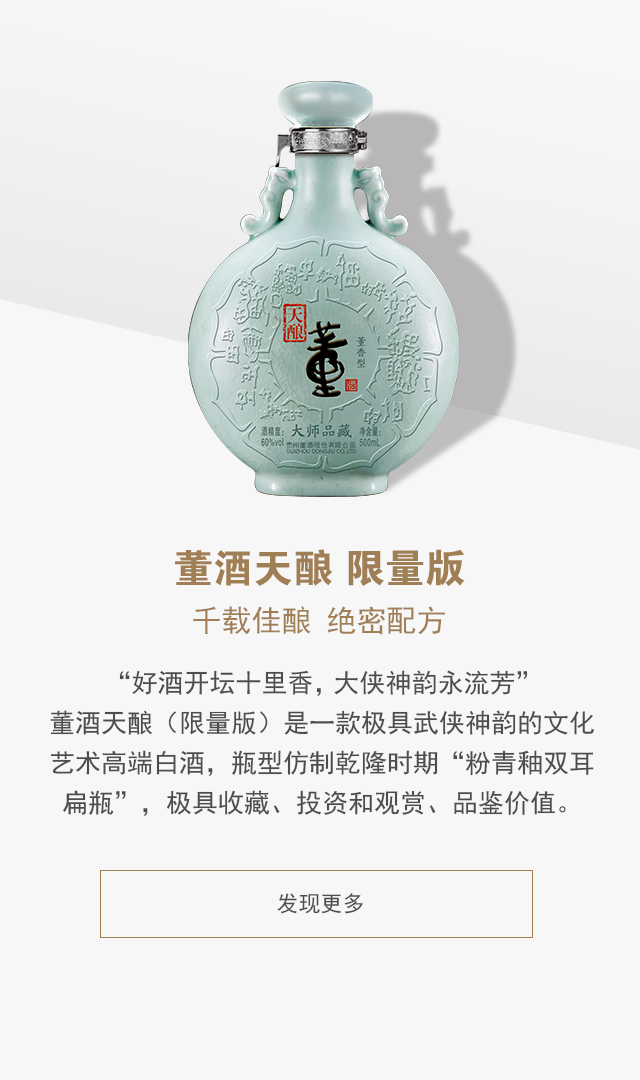 天酿
董
董香型
酒
酒精度：
60%vol
大师品藏
净含量：
500mL
贵州董酒股份有限公司
GUIZHOU DONGJIU CO.,LTD.
董酒天酿 限量版
千载佳酿 绝密配方
“好酒开坛十里香，大侠神韵永流芳”
董酒天酿（限量版）是一款极具武侠神韵的文化
艺术高端白酒，瓶型仿制乾隆时期“粉青釉双耳
扁瓶”，极具收藏、投资和观赏、品鉴价值。
发现更多